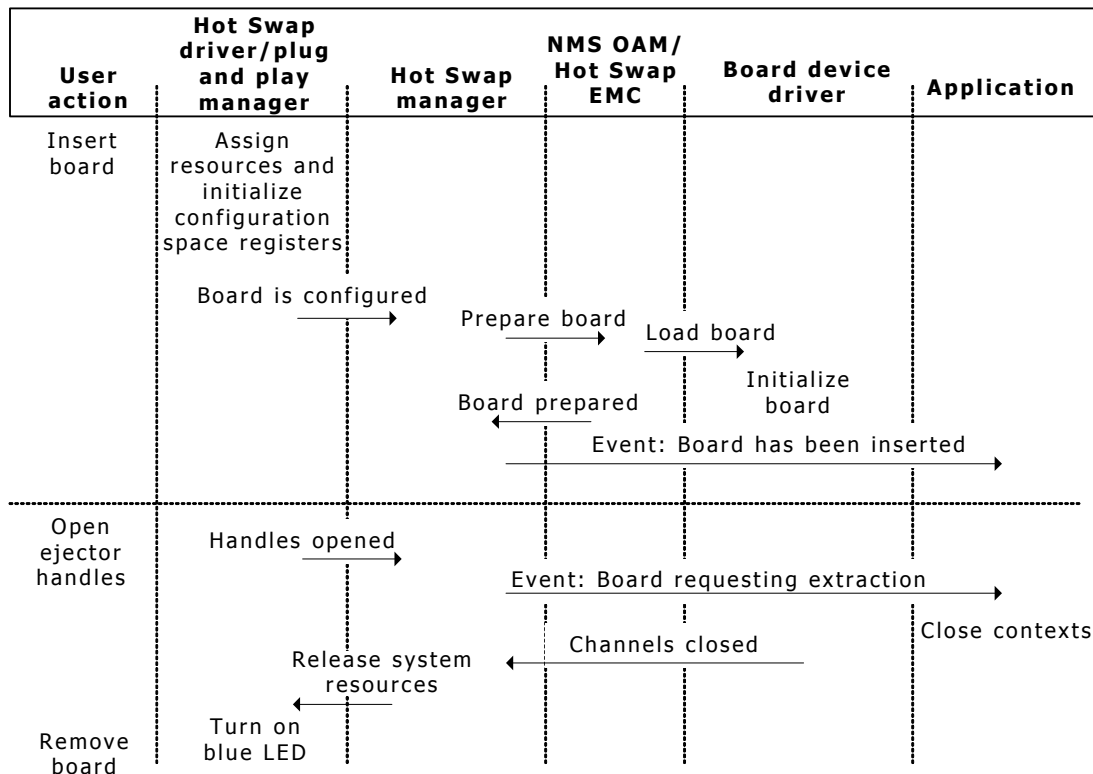 User
action
Hot Swap
driver/plug
and play
manager
Hot Swap
manager
NMS OAM/
Hot Swap
EMC
Board device
driver
Application
Insert
board
Assign
resources and
initialize
configuration
space registers
Board is configured
Prepare board
Load board
Initialize
board
Board prepared
Event: Board has been inserted
Open
ejector
handles
Handles opened
Event: Board requesting extraction
Close contexts
Channels closed
Release system
resources
Turn on
blue LED
Remove
board